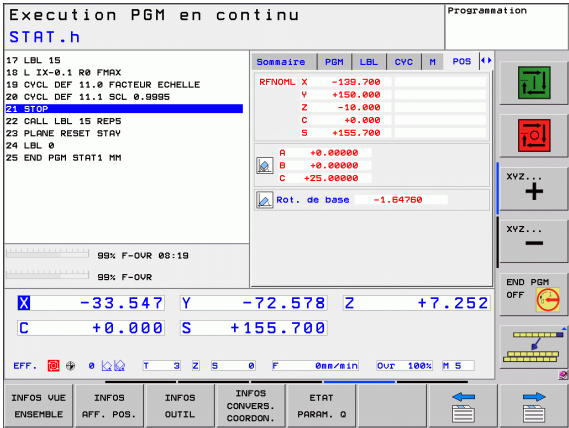 Execution PGM en continu
Programmation
STAT.h
17 LBL 15
18 L IX-0.1 R0 FMAX
19 CYCL DEF 11.0 FACTEUR ECHELLE
20 CYCL DEF 11.1 SCL 0.9995
21 STOP
22 CALL LBL 15 REP5
23 PLANE RESET STAY
24 LBL 0
25 END PGM STAT1 MM
Sommaire PGM LBL CYC M POS
RFNOML X -139.700
Y +150.000
Z -10.000
C +0.000
S +155.700
A +0.00000
B +0.00000
C +25.00000
Rot. de base -1.64760
99% F-OVR 08:19
99% F-OVR
X -33.547 Y -72.578 Z +7.252
C +0.000 S +155.700
EFF. 0 T 3 Z S 0 F 0mm/min Ovr 100% M 5
XYZ...
+
XYZ...
-
END PGM
OFF
INFOS VUE
ENSEMBLE
INFOS
AFF. POS.
INFOS
OUTIL
INFOS
CONVERS.
COORDON.
ETAT
PARAM. Q